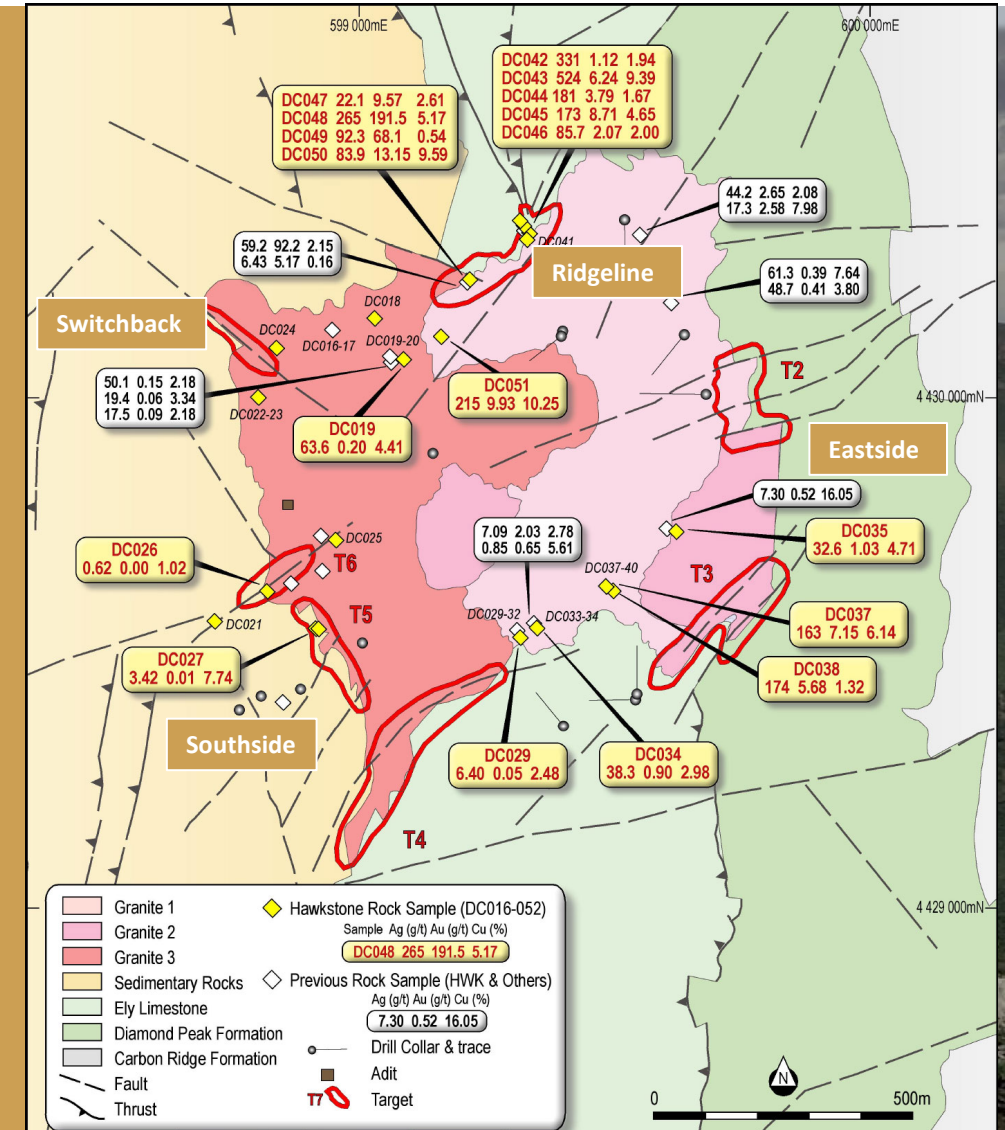 599 000mE
600 000mE
DC042 331 1.12 1.94
DC043 524 6.24 9.39
DC044 181 3.79 1.67
DC045 173 8.71 4.65
DC046 85.7 2.07 2.00
DC047 22.1 9.57 2.61
DC048 265 191.5 5.17
DC049 92.3 68.1 0.54
DC050 83.9 13.15 9.59
44.2 2.65 2.08
17.3 2.58 7.98
59.2 92.2 2.15
6.43 5.17 0.16
DC041
Ridgeline
61.3 0.39 7.64
48.7 0.41 3.80
Switchback
DC018
DC024
DC016-17
DC019-20
T2
50.1 0.15 2.18
19.4 0.06 3.34
17.5 0.09 2.18
DC051
215 9.93 10.25
4 430 000mN
DC022-23
DC019
63.6 0.20 4.41
Eastside
7.30 0.52 16.05
7.09 2.03 2.78
0.85 0.65 5.61
DC035
32.6 1.03 4.71
DC026
0.62 0.00 1.02
DC025
T6
T3
DC037-40
T5
DC029-32
DC033-34
DC037
163 7.15 6.14
DC021
DC027
3.42 0.01 7.74
DC038
174 5.68 1.32
Southside
DC029
6.40 0.05 2.48
DC034
38.3 0.90 2.98
T4
4 429 000mN
Granite 1
Granite 2
Granite 3
Sedimentary Rocks
Ely Limestone
Diamond Peak Formation
Carbon Ridge Formation
Fault
Thrust
Hawkstone Rock Sample (DC016-052)
Sample Ag (g/t) Au (g/t) Cu (%)
DC048 265 191.5 5.17
Previous Rock Sample (HWK & Others)
Ag (g/t) Au (g/t) Cu (%)
7.30 0.52 16.05
Drill Collar & trace
Adit
T7 Target
N
0 500m